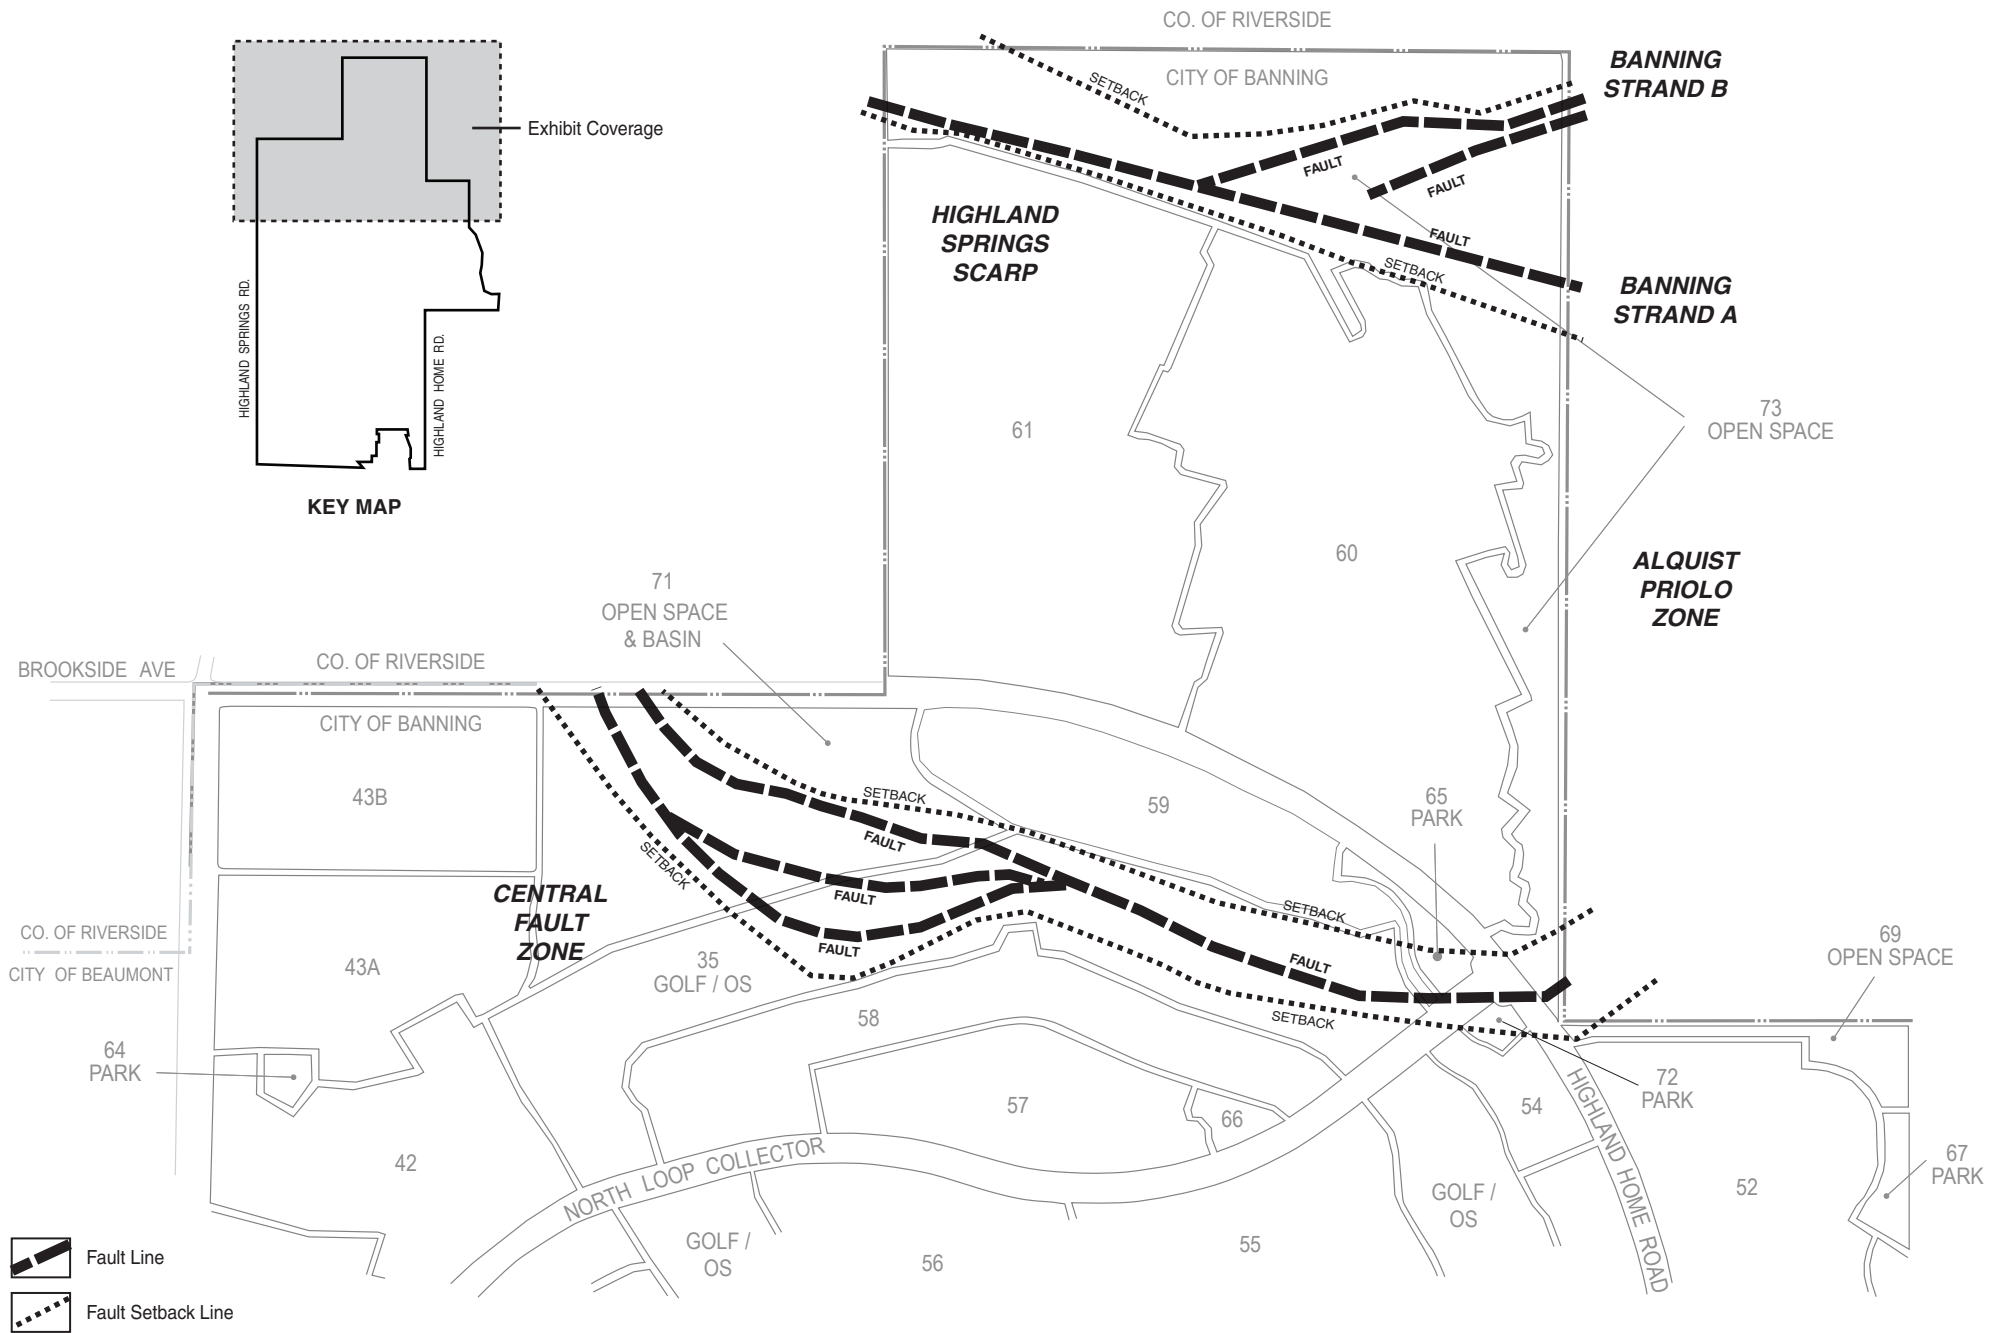 CO. OF RIVERSIDE
CITY OF BANNING
BANNING
STRAND B
SETBACK
FAULT
FAULT
FAULT
SETBACK
HIGHLAND
SPRINGS
SCARP
BANNING
STRAND A
Exhibit Coverage
HIGHLAND SPRINGS RD.
HIGHLAND HOME RD.
KEY MAP
73
OPEN SPACE
61
60
ALQUIST
PRIOLO
ZONE
71
OPEN SPACE
& BASIN
BROOKSIDE AVE
CO. OF RIVERSIDE
CITY OF BANNING
43B
SETBACK
59
65
PARK
FAULT
SETBACK
FAULT
FAULT
CENTRAL
FAULT
ZONE
SETBACK
FAULT
SETBACK
CO. OF RIVERSIDE
CITY OF BEAUMONT
43A
35
GOLF / OS
58
69
OPEN SPACE
64
PARK
72
PARK
57
66
54
42
NORTH LOOP COLLECTOR
HIGHLAND HOME ROAD
67
PARK
52
GOLF /
OS
GOLF /
OS
56
55
Fault Line
Fault Setback Line